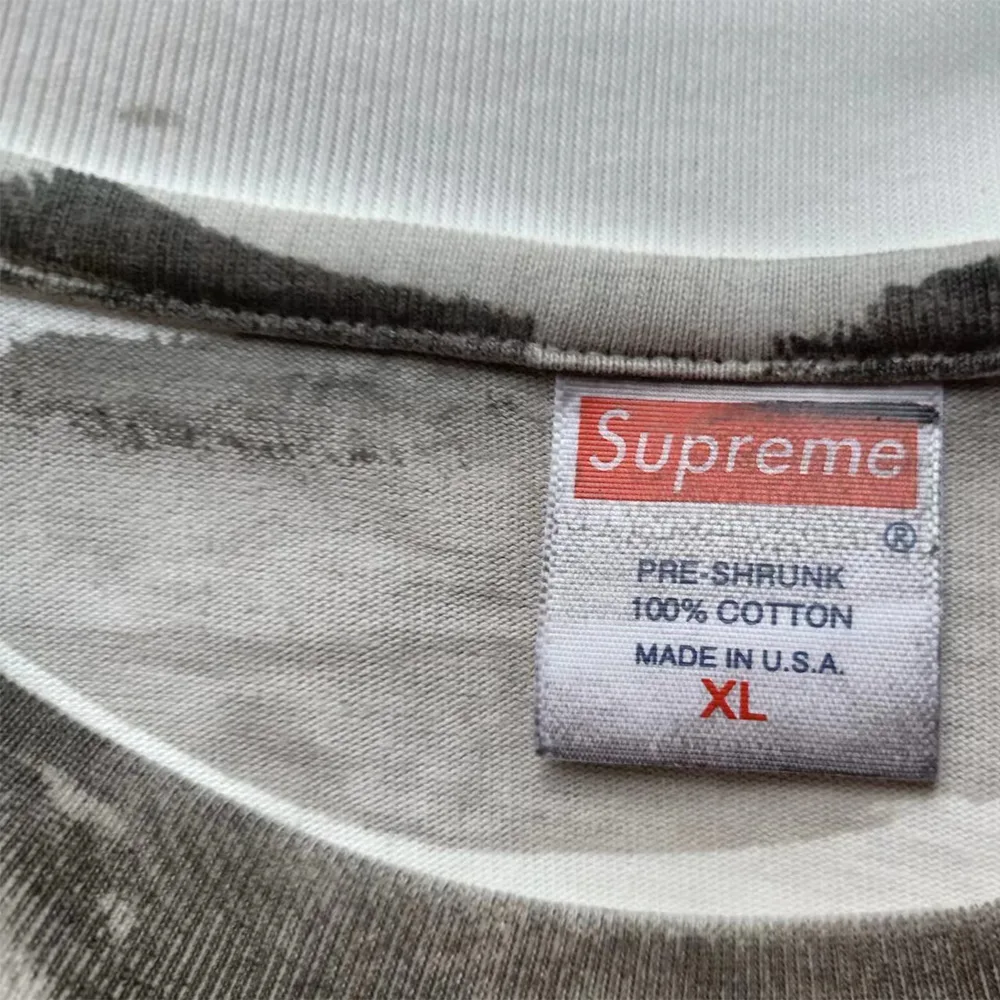 Supreme
®
PRE-SHRUNK
100% COTTON
MADE IN U.S.A.
XL